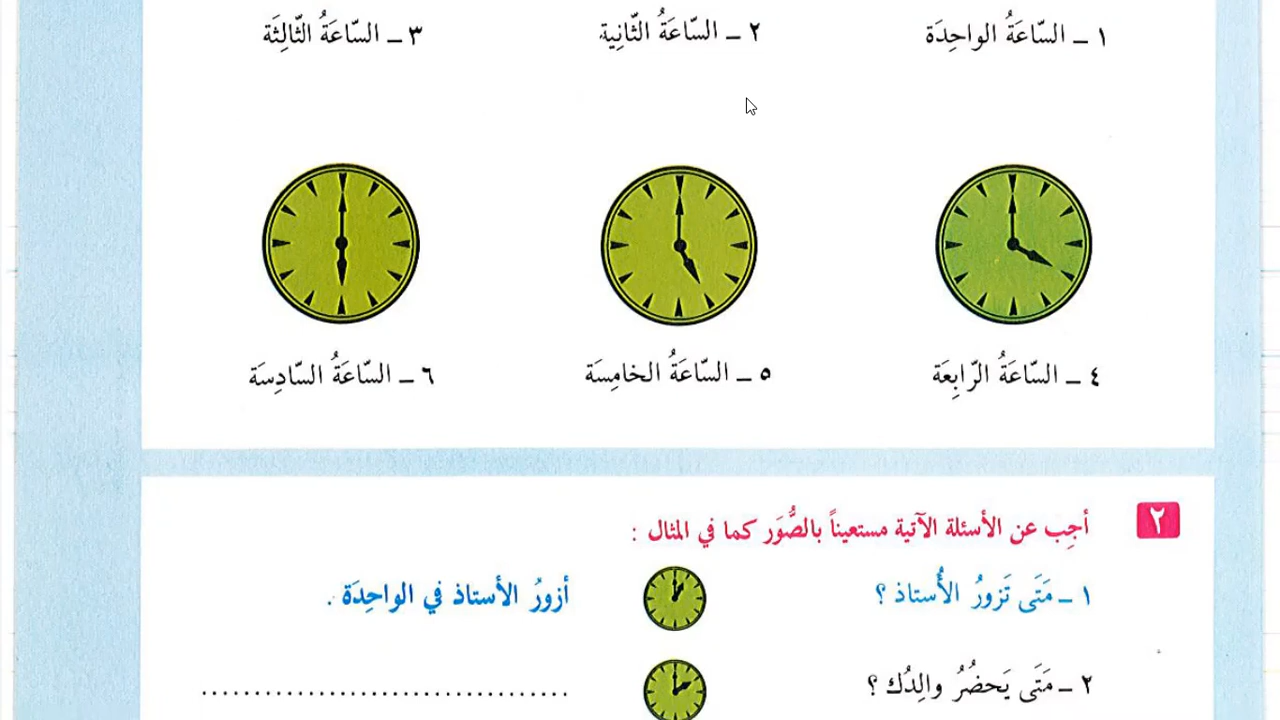 ١ ـ السّاعَةُ الواحِدَة
٢ ـ السّاعَةُ الثّانِية
٣ ـ السّاعَةُ الثّالِثَة
٤ ـ السّاعَةُ الرّابِعَة
٥ ـ السّاعَةُ الخامِسَة
٦ ـ السّاعَةُ السّادِسَة
٢ أجِب عن الأسئلة الآتية مستعيناً بالصُّوَر كما في المثال :
١ ـ مَتَى تَزورُ الأُستاذ ؟ أزورُ الأستاذ في الواحِدَة .
٢ ـ مَتَى يَحضُرُ والِدُك ؟ ......................................